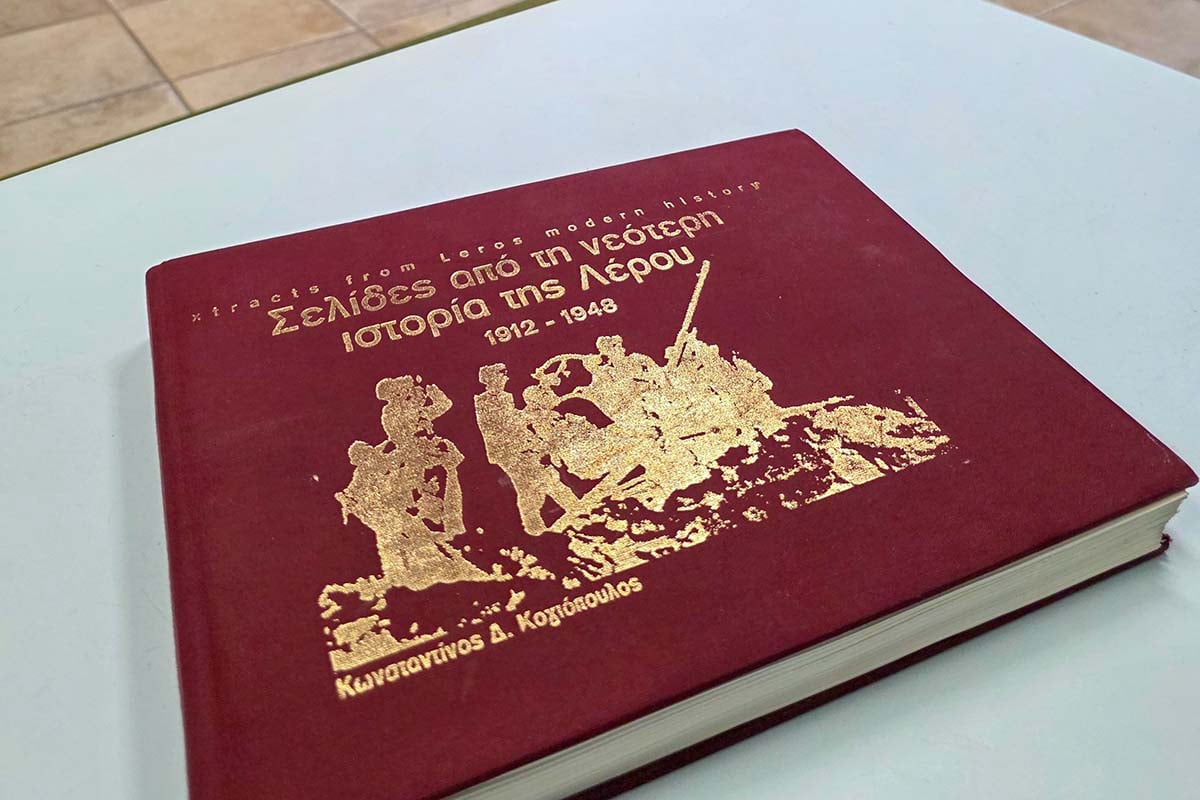 xtracts from Leros modern history
Σελίδες από τη νεότερη
Ιστορία της Λέρου
1912 - 1948
Κωνσταντίνος Δ. Κογιόπουλος